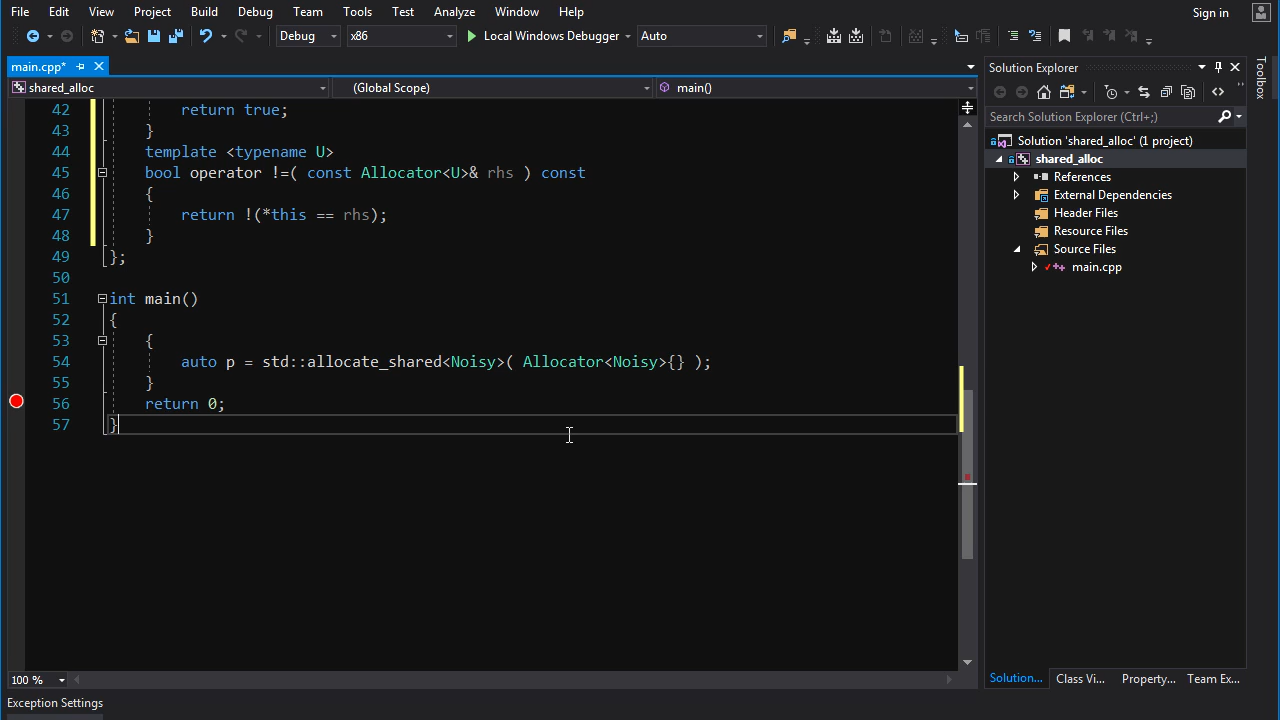 File Edit View Project Build Debug Team Tools Test Analyze Window Help Sign in
Debug x86 Local Windows Debugger Auto
main.cpp*
shared_alloc (Global Scope) main()
42 return true;
43 }
44 template <typename U>
45 bool operator !=( const Allocator<U>& rhs ) const
46 {
47 return !(*this == rhs);
48 }
49 };
50
51 int main()
52 {
53 {
54 auto p = std::allocate_shared<Noisy>( Allocator<Noisy>{} );
55 }
56 return 0;
57 }
100 %
Exception Settings
Solution Explorer
Search Solution Explorer (Ctrl+;)
Solution 'shared_alloc' (1 project)
shared_alloc
References
External Dependencies
Header Files
Resource Files
Source Files
main.cpp
Solution... Class Vi... Property... Team Ex...
Toolbox